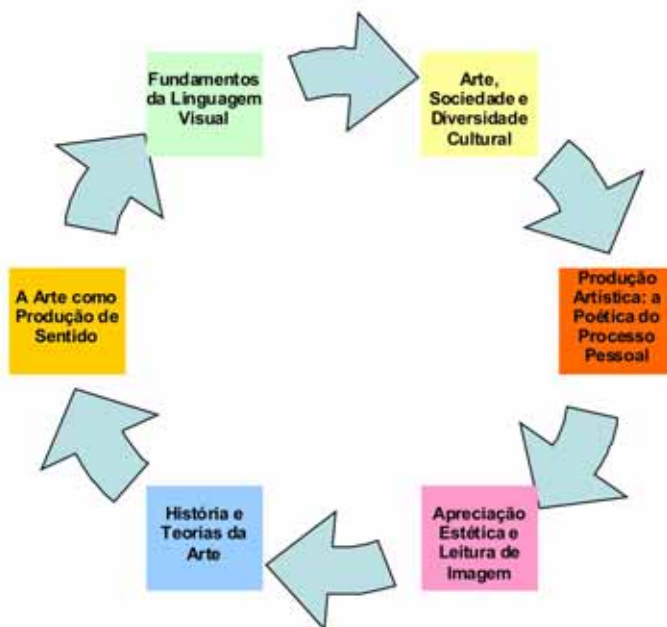 Fundamentos
da Linguagem
Visual
Arte,
Sociedade e
Diversidade
Cultural
Produção
Artística: a
Poética do
Processo
Pessoal
Apreciação
Estética e
Leitura de
Imagem
História e
Teorias da
Arte
A Arte como
Produção de
Sentido